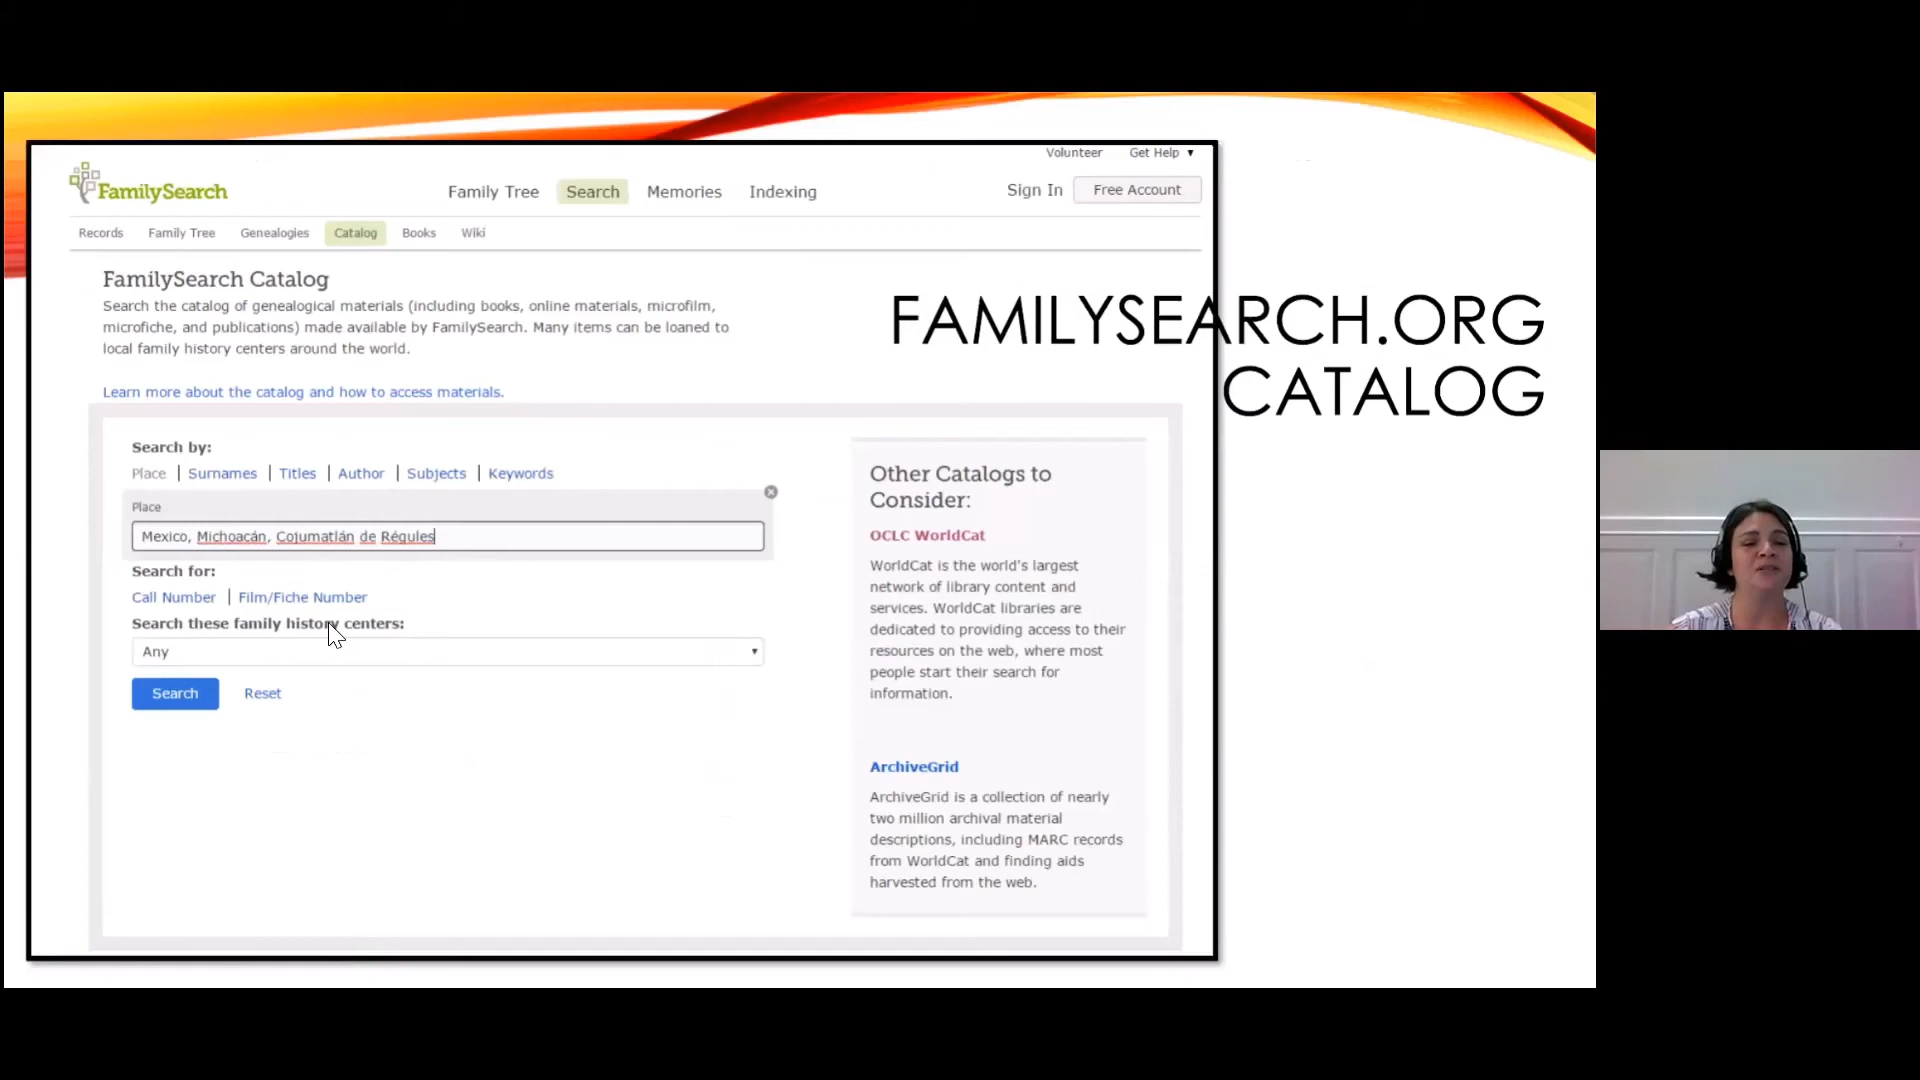 Volunteer Get Help ▼
FamilySearch Family Tree Search Memories Indexing Sign In Free Account
Records Family Tree Genealogies Catalog Books Wiki
FamilySearch Catalog
Search the catalog of genealogical materials (including books, online materials, microfilm,
microfiche, and publications) made available by FamilySearch. Many items can be loaned to
local family history centers around the world.
Learn more about the catalog and how to access materials.
FAMILYSEARCH.ORG
CATALOG
Search by:
Place | Surnames | Titles | Author | Subjects | Keywords
Place
Mexico, Michoacán, Cojumatlán de Régules
Search for:
Call Number | Film/Fiche Number
Search these family history centers:
Any
Search Reset
Other Catalogs to
Consider:
OCLC WorldCat
WorldCat is the world's largest
network of library content and
services. WorldCat libraries are
dedicated to providing access to their
resources on the web, where most
people start their search for
information.
ArchiveGrid
ArchiveGrid is a collection of nearly
two million archival material
descriptions, including MARC records
from WorldCat and finding aids
harvested from the web.